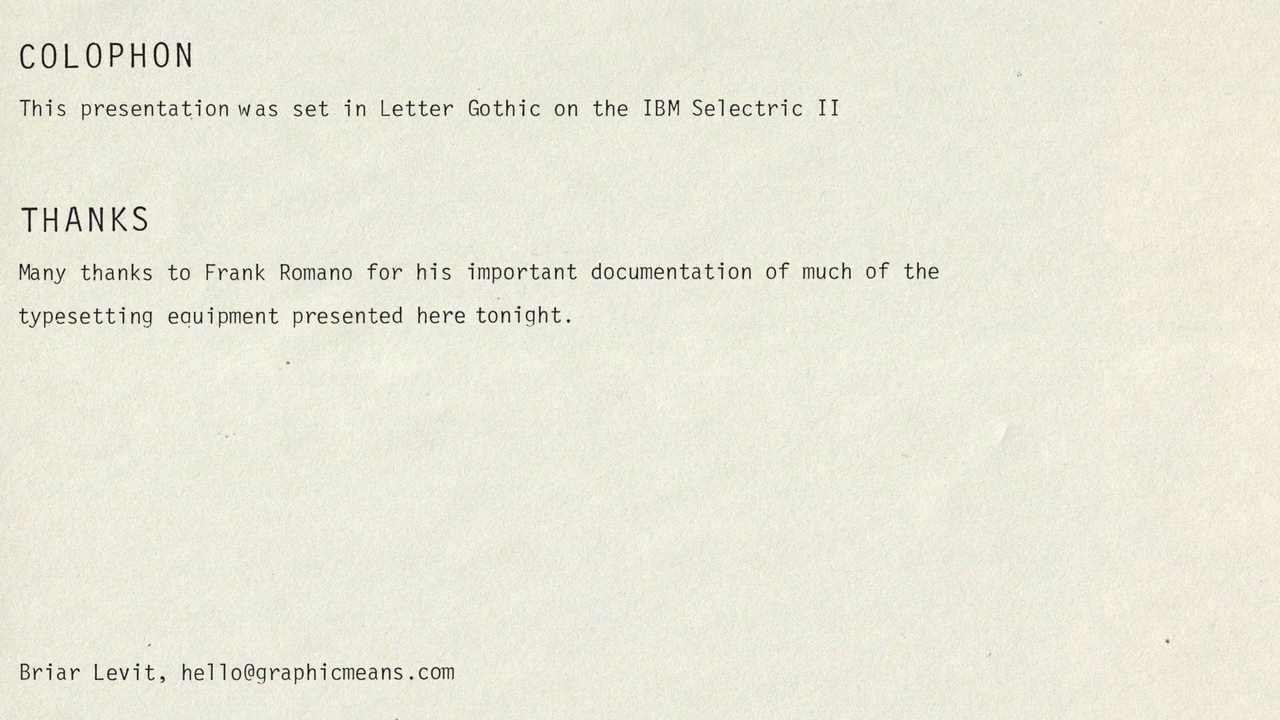 COLOPHON
This presentation was set in Letter Gothic on the IBM Selectric II
THANKS
Many thanks to Frank Romano for his important documentation of much of the
typesetting equipment presented here tonight.
Briar Levit, hello@graphicmeans.com